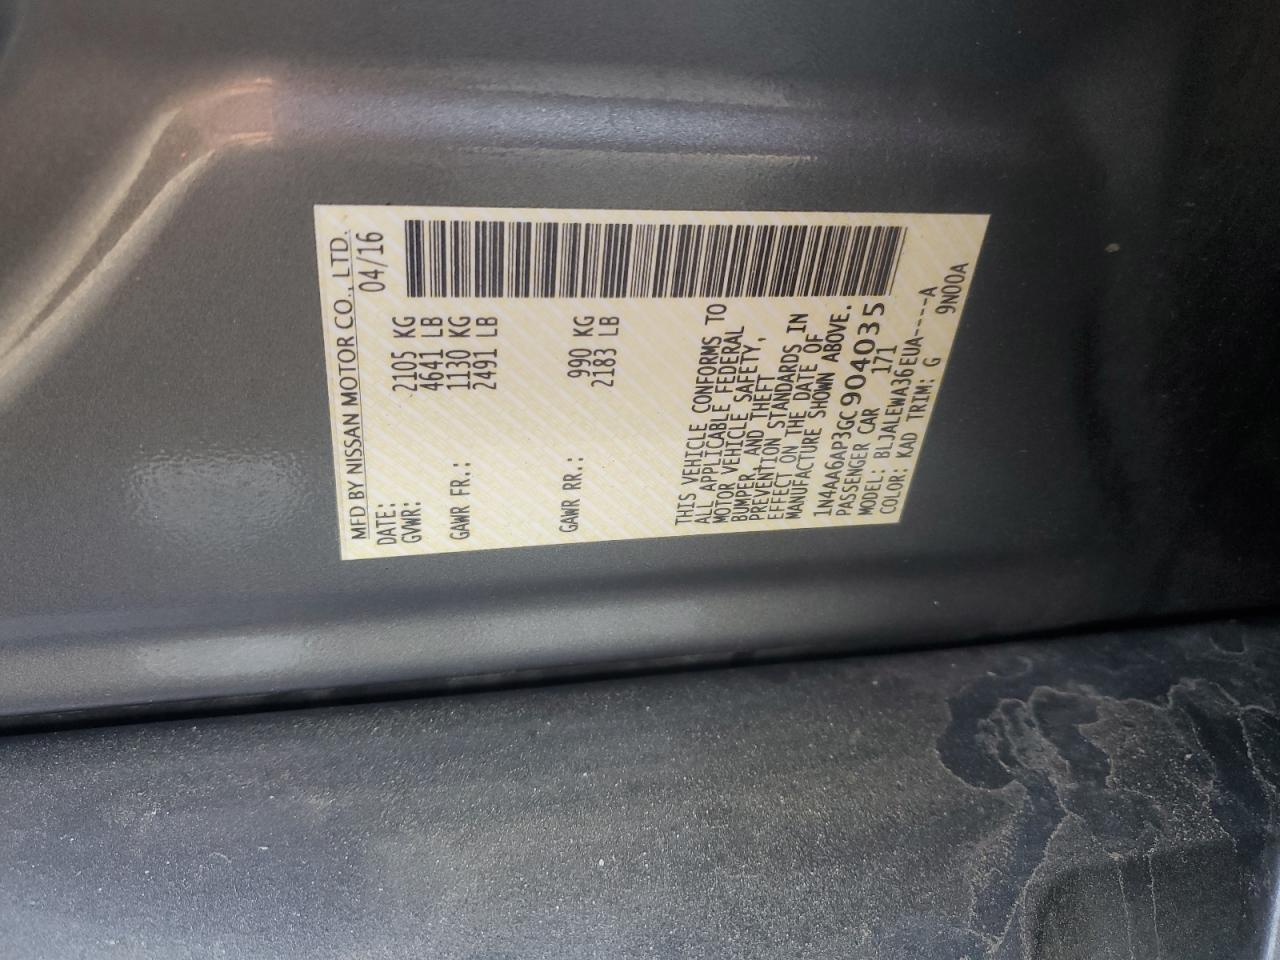 MFD BY NISSAN MOTOR CO., LTD.
DATE: 04/16
GVWR: 2105 KG
4641 LB
GAWR FR.: 1130 KG
2491 LB
GAWR RR.: 990 KG
2183 LB
THIS VEHICLE CONFORMS TO
ALL APPLICABLE FEDERAL
MOTOR VEHICLE SAFETY,
BUMPER, AND THEFT
PREVENTION STANDARDS IN
EFFECT ON THE DATE OF
MANUFACTURE SHOWN ABOVE.
1N4AA6AP3GC904035
PASSENGER CAR 171
MODEL: BLJALEWA36EUA----A
COLOR: KAD TRIM: G 9N00A